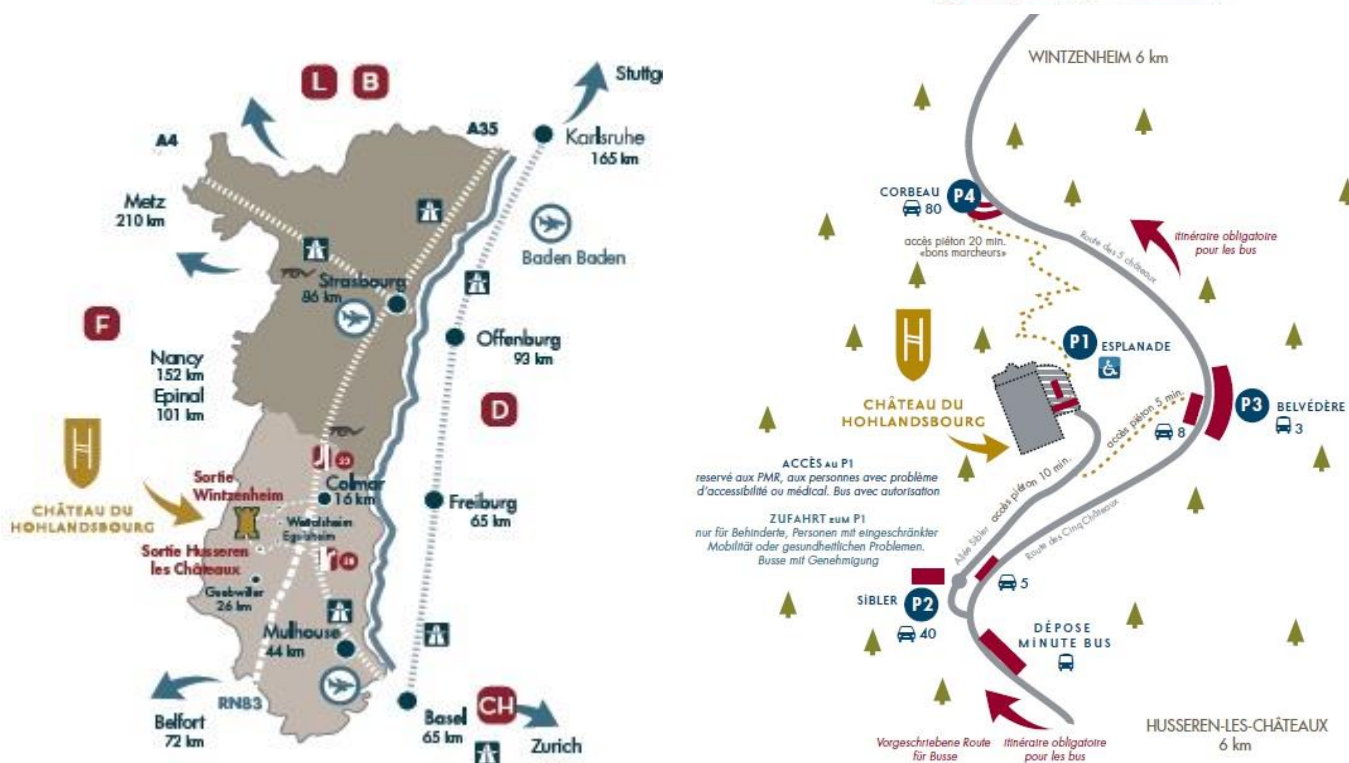 L
B
Stuttg
A4
A35
Karlsruhe
165 km
Metz
210 km
Baden Baden
TGV
Strasbourg
86 km
F
Offenburg
93 km
Nancy
152 km
Epinal
101 km
D
TGV
Sortie
Wintzenheim
Colmar
16 km
CHÂTEAU DU
HOHLANDSBOURG
Wettolsheim
Eguisheim
Freiburg
65 km
Sortie Husseren
les Châteaux
Guebwiller
26 km
Mulhouse
44 km
RN83
Belfort
72 km
Basel
65 km
CH
Zurich
WINTZENHEIM 6 km
CORBEAU
P4
80
accès piéton 20 min.
«bons marcheurs»
Route des 5 châteaux
itinéraire obligatoire
pour les bus
P1
ESPLANADE
CHÂTEAU DU
HOHLANDSBOURG
accès piéton 5 min.
8
P3
BELVÉDÈRE
3
ACCÈS AU P1
reservé aux PMR, aux personnes avec problème
d'accessibilité ou médical. Bus avec autorisation
accès piéton 10 min.
ZUFAHRT ZUM P1
nur für Behinderte, Personen mit eingeschränkter
Mobilität oder gesundheitlichen Problemen.
Busse mit Genehmigung
Allée Sibler
Route des Cinq Châteaux
5
SIBLER
P2
40
DÉPOSE
MINUTE BUS
HUSSEREN-LES-CHÂTEAUX
6 km
Vorgeschriebene Route
für Busse
itinéraire obligatoire
pour les bus